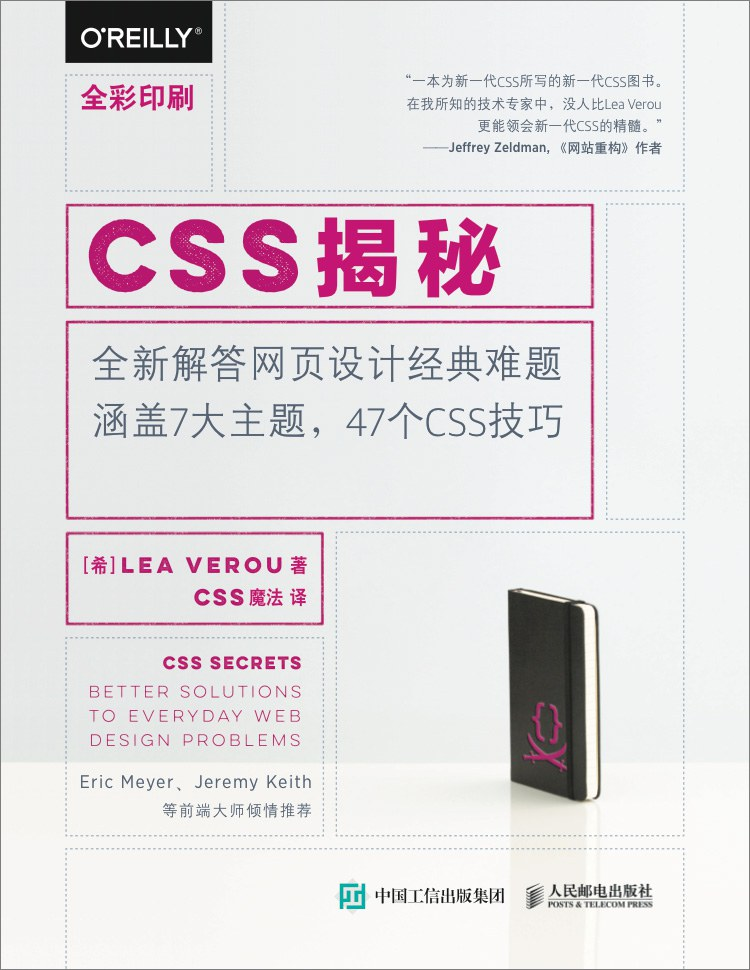 O'REILLY®
全彩印刷
“一本为新一代CSS所写的新一代CSS图书。
在我所知的技术专家中，没人比Lea Verou
更能领会新一代CSS的精髓。”
——Jeffrey Zeldman, 《网站重构》作者
CSS揭秘
全新解答网页设计经典难题
涵盖7大主题，47个CSS技巧
[希] LEA VEROU 著
CSS魔法 译
CSS SECRETS
BETTER SOLUTIONS
TO EVERYDAY WEB
DESIGN PROBLEMS
Eric Meyer、Jeremy Keith
等前端大师倾情推荐
{}
中国工信出版集团
人民邮电出版社
POSTS & TELECOM PRESS